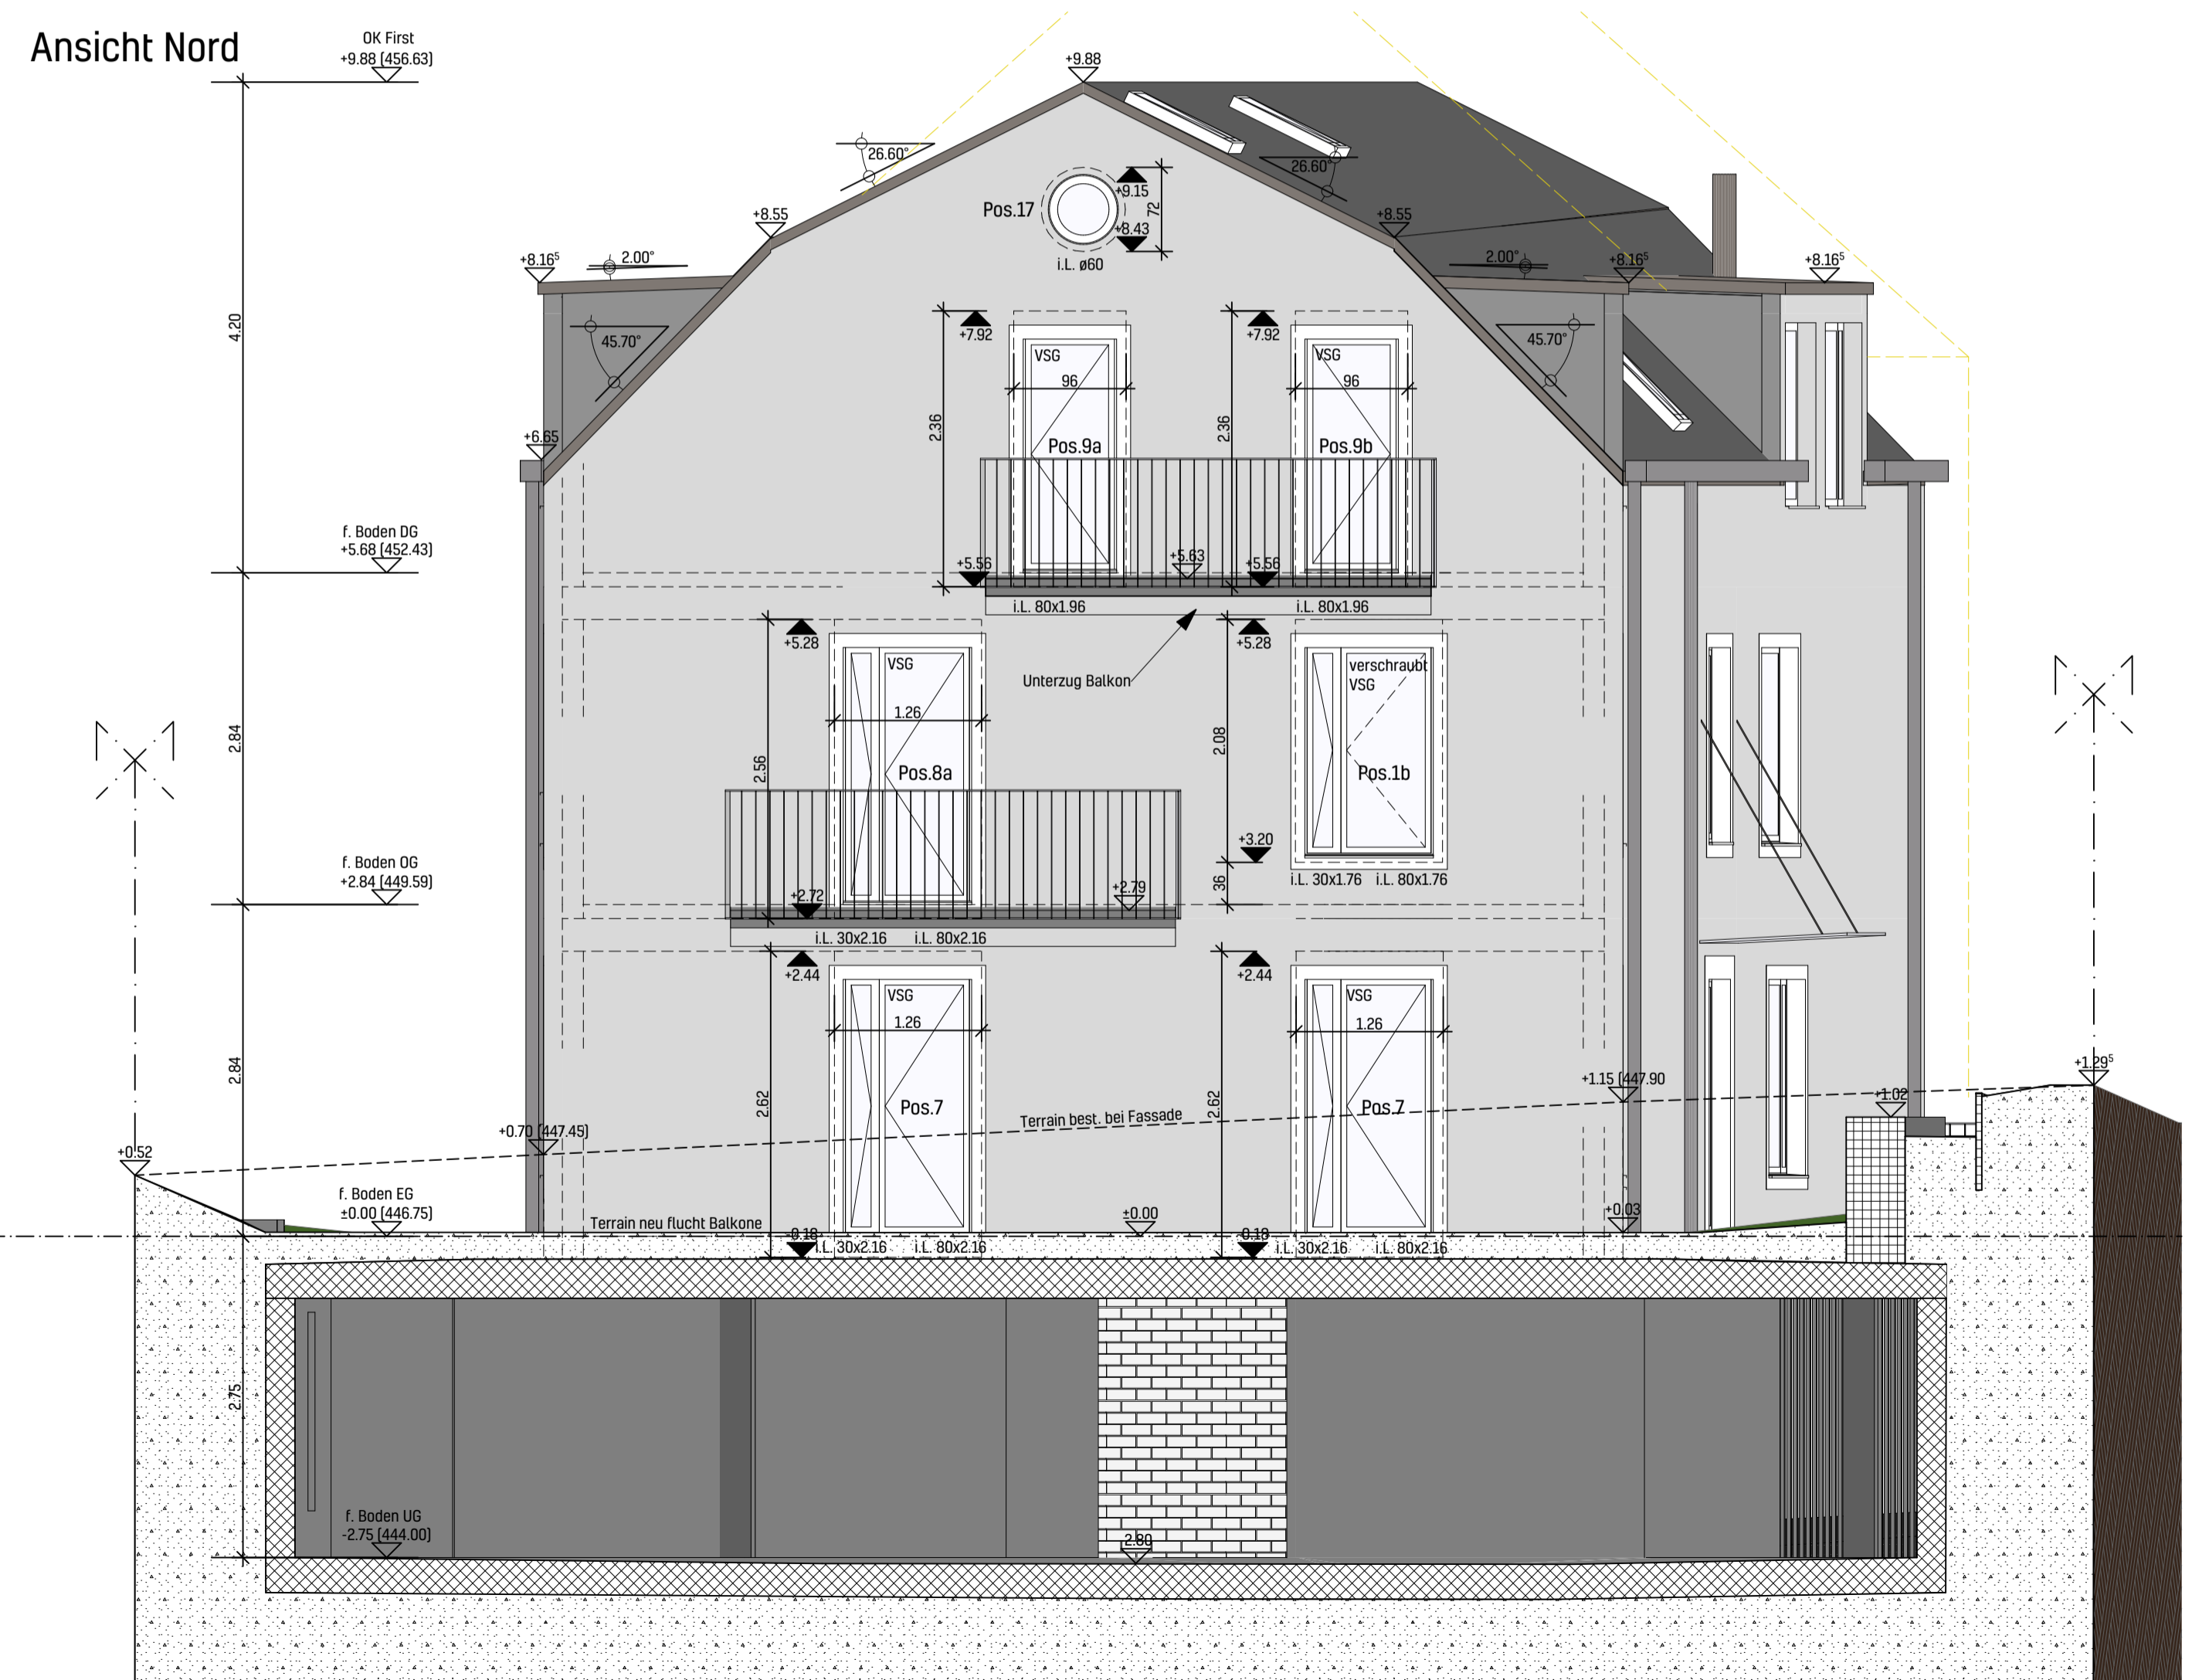 Ansicht Nord
OK First
+9.88 (456.63)
+9.88
26.60°
26.60°
Pos.17
+9.15
72
+8.43
i.L. ø60
+8.55
+8.55
+8.16⁵
2.00°
2.00°
+8.16⁵
+8.16⁵
4.20
45.70°
45.70°
+7.92
+7.92
VSG
VSG
96
96
2.36
2.36
Pos.9a
Pos.9b
+6.65
f. Boden DG
+5.68 (452.43)
+5.56
+5.63
+5.56
i.L. 80x1.96
i.L. 80x1.96
+5.28
+5.28
VSG
verschraubt
VSG
Unterzug Balkon
1.26
2.84
2.56
2.08
Pos.8a
Pos.1b
+3.20
f. Boden OG
+2.84 (449.59)
36
i.L. 30x1.76
i.L. 80x1.76
+2.72
+2.79
i.L. 30x2.16
i.L. 80x2.16
+2.44
+2.44
VSG
VSG
1.26
1.26
2.84
2.62
2.62
Pos.7
Pos.7
Terrain best. bei Fassade
+1.15 (447.90
+1.02
+1.29⁵
+0.70 (447.45)
+0.52
f. Boden EG
±0.00 (446.75)
Terrain neu flucht Balkone
-0.18
±0.00
-0.18
+0.03
i.L. 30x2.16
i.L. 80x2.16
i.L. 30x2.16
i.L. 80x2.16
2.75
f. Boden UG
-2.75 (444.00)
-2.80